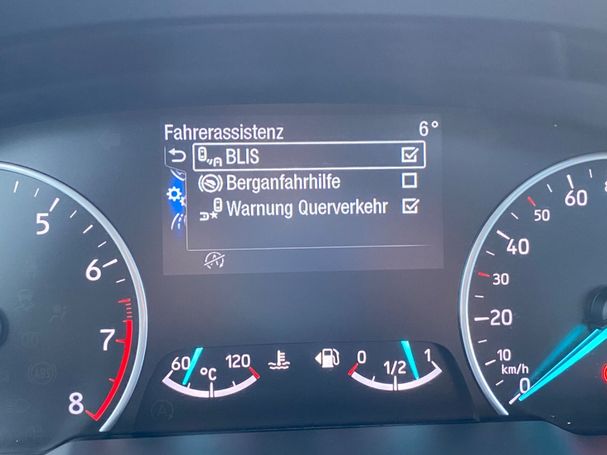 Fahrerassistenz 6°
BLIS
Berganfahrhilfe
Warnung Querverkehr
5
6
7
8
60 120
°C
0 1/2 1
60
50
40
30
20
10
km/h
0